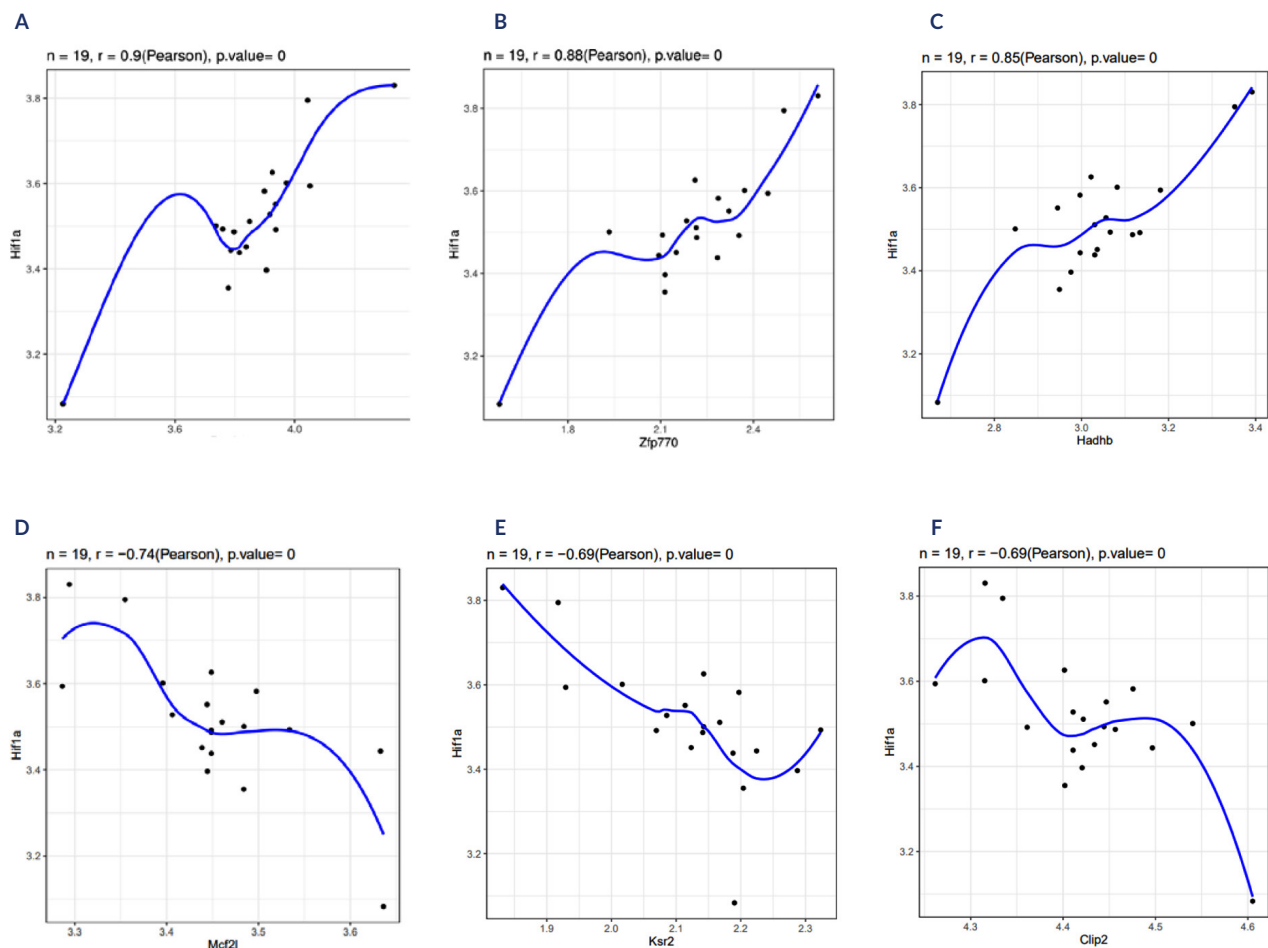 A
n = 19, r = 0.9(Pearson), p.value= 0
Hif1a
3.8
3.6
3.4
3.2
3.2 3.6 4.0
B
n = 19, r = 0.88(Pearson), p.value= 0
Hif1a
3.8
3.6
3.4
3.2
1.8 2.1 2.4
Zfp770
C
n = 19, r = 0.85(Pearson), p.value= 0
Hif1a
3.8
3.6
3.4
3.2
2.8 3.0 3.2 3.4
Hadhb
D
n = 19, r = −0.74(Pearson), p.value= 0
Hif1a
3.8
3.6
3.4
3.2
3.3 3.4 3.5 3.6
Mcf2l
E
n = 19, r = −0.69(Pearson), p.value= 0
Hif1a
3.8
3.6
3.4
3.2
1.9 2.0 2.1 2.2 2.3
Ksr2
F
n = 19, r = −0.69(Pearson), p.value= 0
Hif1a
3.8
3.6
3.4
3.2
4.3 4.4 4.5 4.6
Clip2